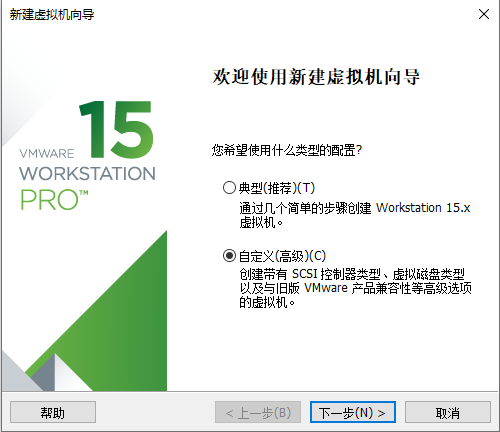 新建虚拟机向导
欢迎使用新建虚拟机向导
15
VMWARE
WORKSTATION
PRO™
您希望使用什么类型的配置?
典型(推荐)(T)
通过几个简单的步骤创建 Workstation 15.x
虚拟机。
自定义(高级)(C)
创建带有 SCSI 控制器类型、虚拟磁盘类型
以及与旧版 VMware 产品兼容性等高级选项
的虚拟机。
帮助
< 上一步(B)
下一步(N) >
取消